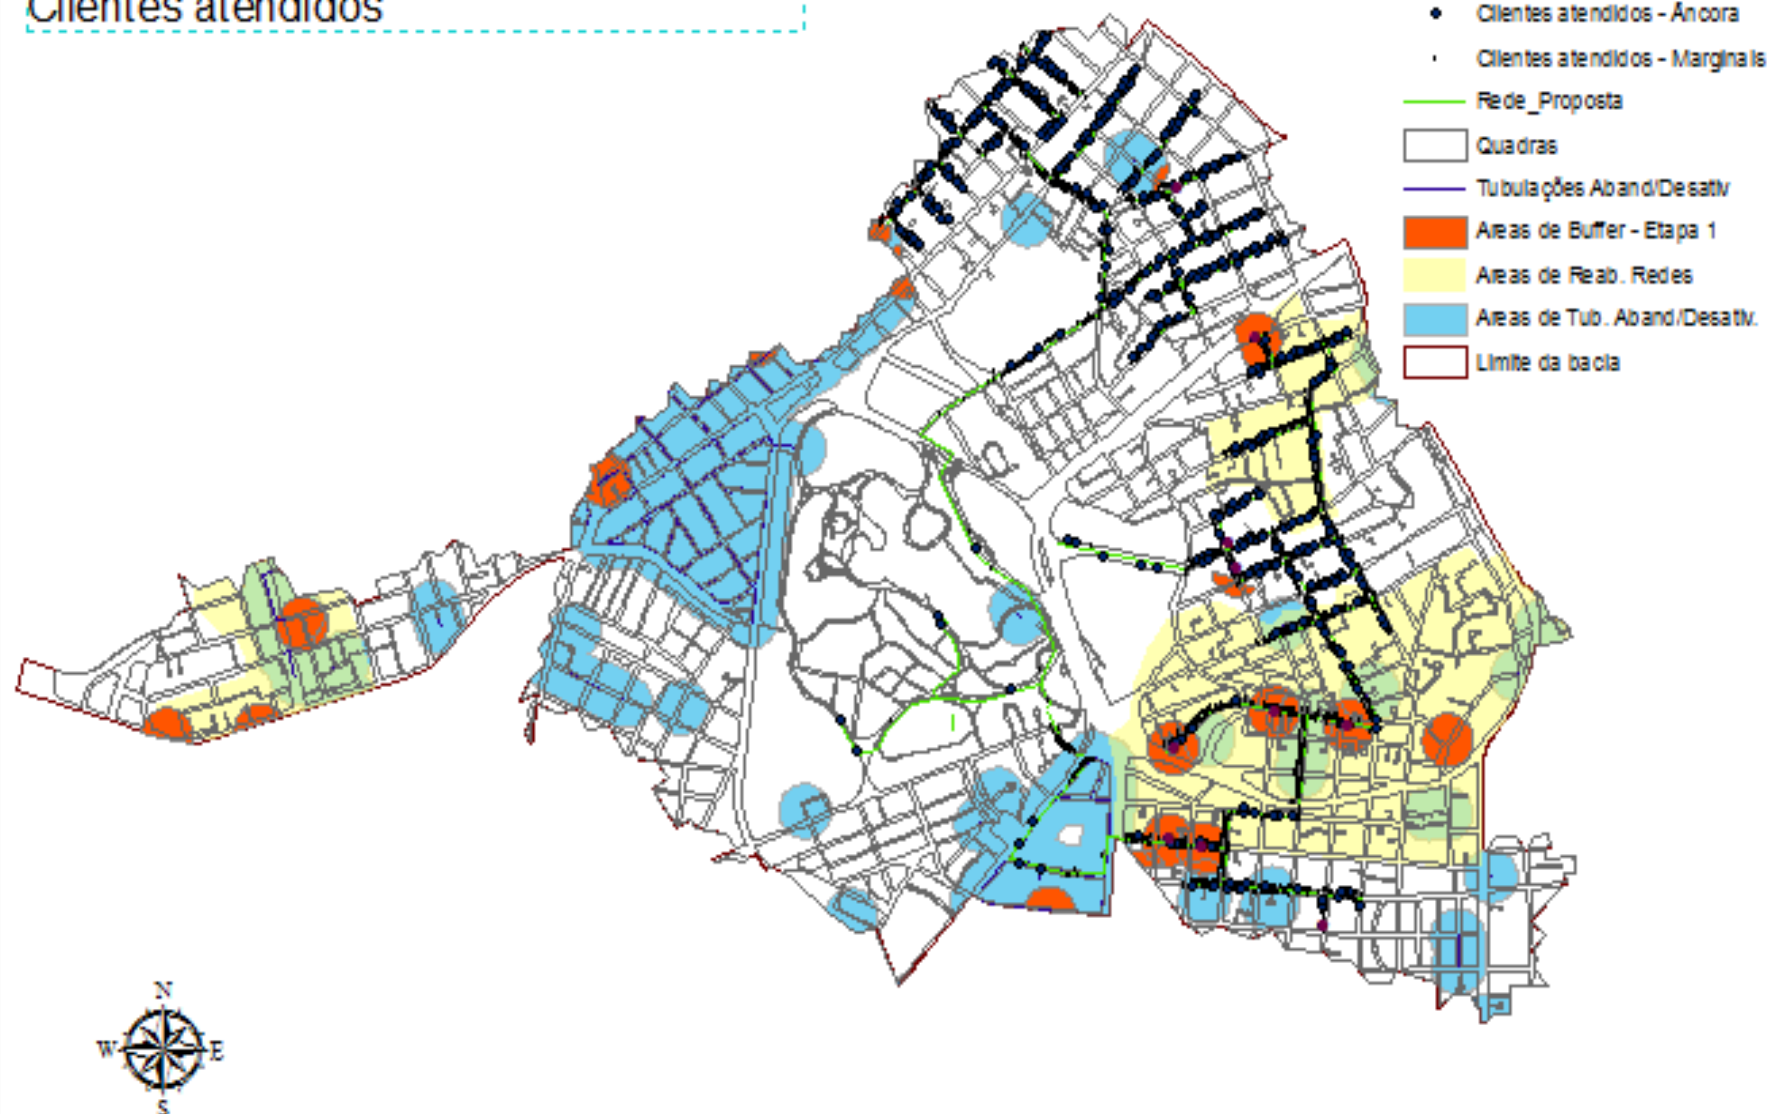 Clientes atendidos
Clientes atendidos - Âncora
Clientes atendidos - Marginais
Rede_Proposta
Quadras
Tubulações Aband/Desativ
Areas de Buffer - Etapa 1
Areas de Reab. Redes
Areas de Tub. Aband/Desativ.
Limite da bacia
N
W E
S